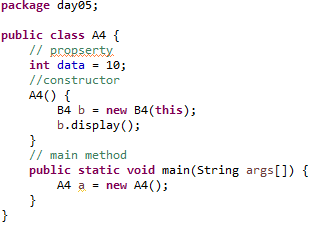 package day05;
public class A4 {
// propserty
int data = 10;
//constructor
A4() {
B4 b = new B4(this);
b.display();
}
// main method
public static void main(String args[]) {
A4 a = new A4();
}
}